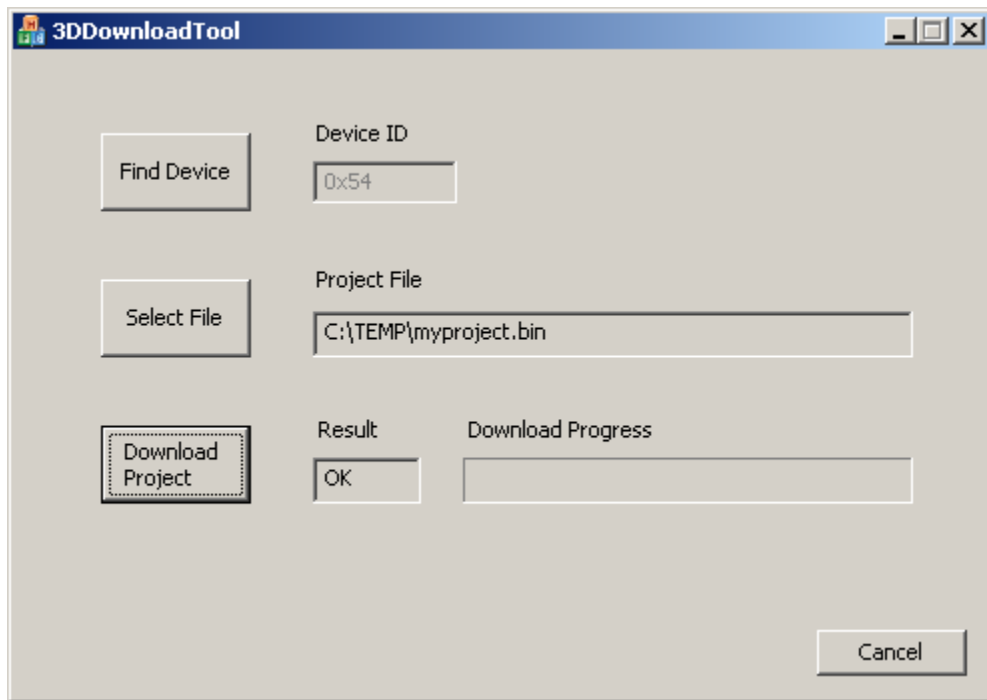 3DDownloadTool
Device ID
Find Device
0x54
Project File
Select File
C:\TEMP\myproject.bin
Result
Download Progress
Download
Project
OK
Cancel